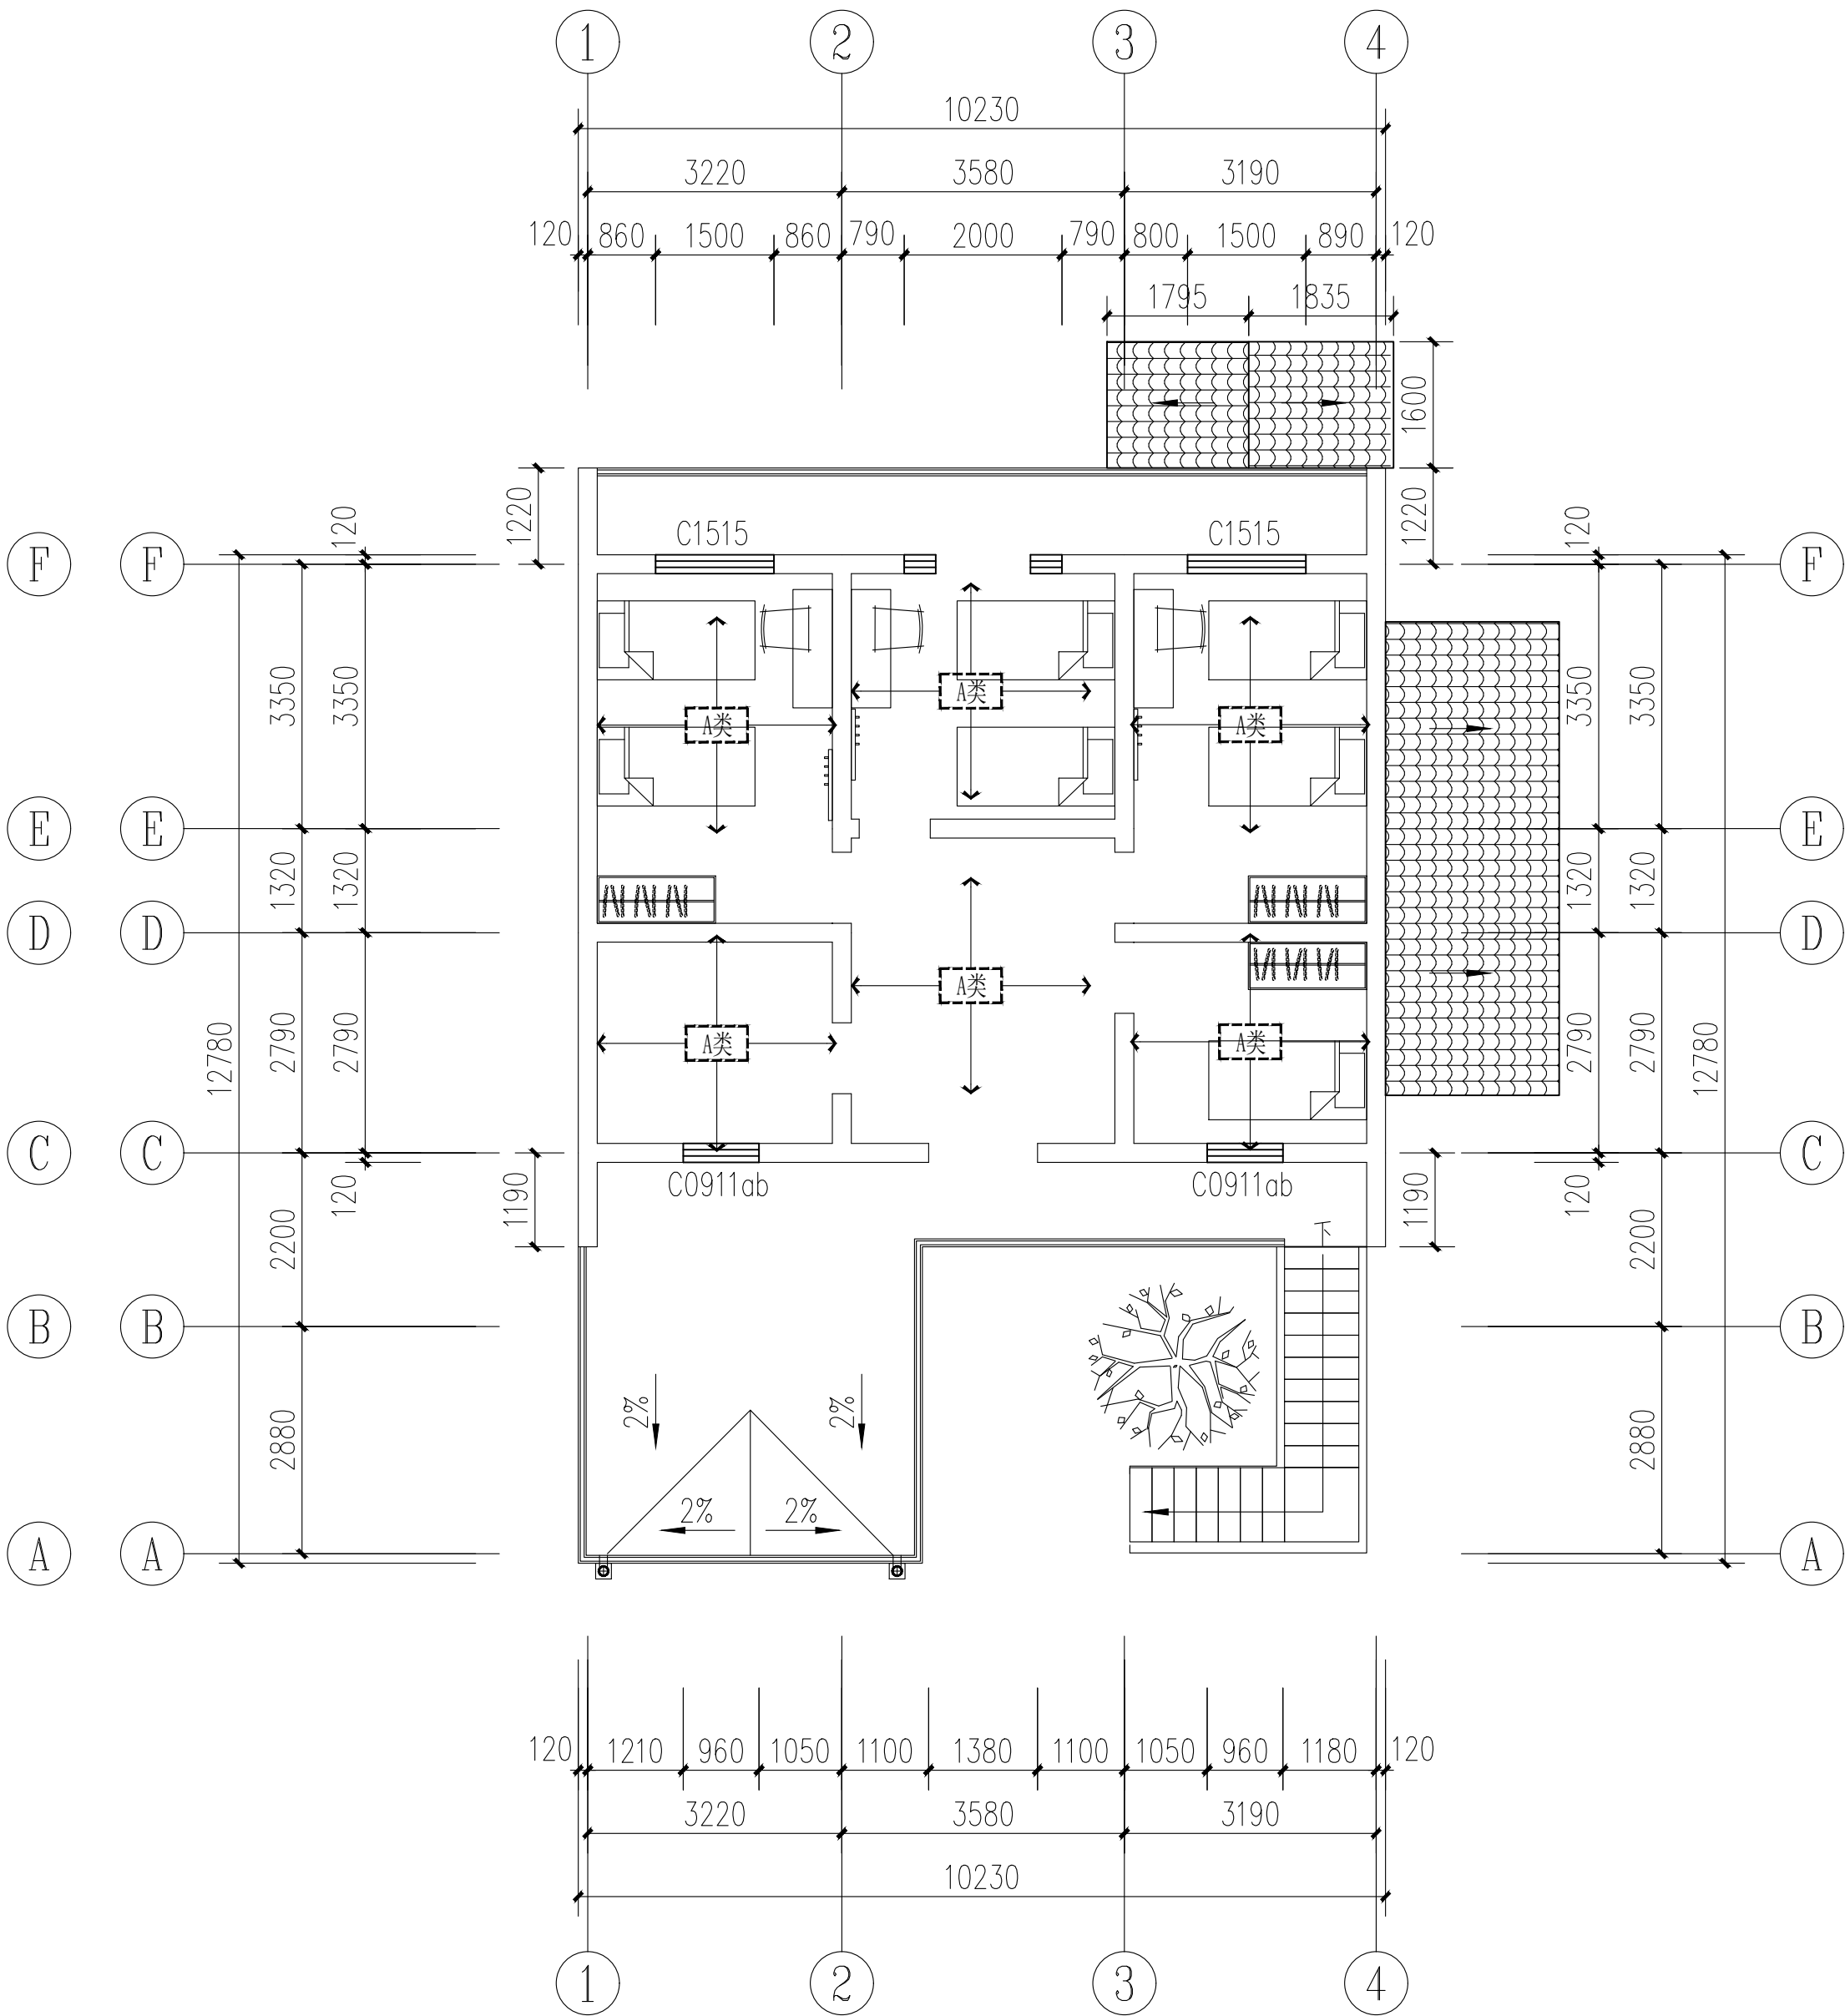 1 2 3 4
10230
3220 3580 3190
120 860 1500 860 790 2000 790 800 1500 890 120
1795 1835
1600
1220 1220
120 120
C1515 C1515
F F F
3350 3350 3350 3350
A类
A类 A类
E E E
1320 1320 1320 1320
D D D
A类
12780 2790 2790 2790 2790 12780
A类 A类
C C C
C0911ab C0911ab
120 1190 1190 120
2200 2200
下
B B B
2% 2%
2880 2880
2% 2%
A A A
120 1210 960 1050 1100 1380 1100 1050 960 1180 120
3220 3580 3190
10230
1 2 3 4